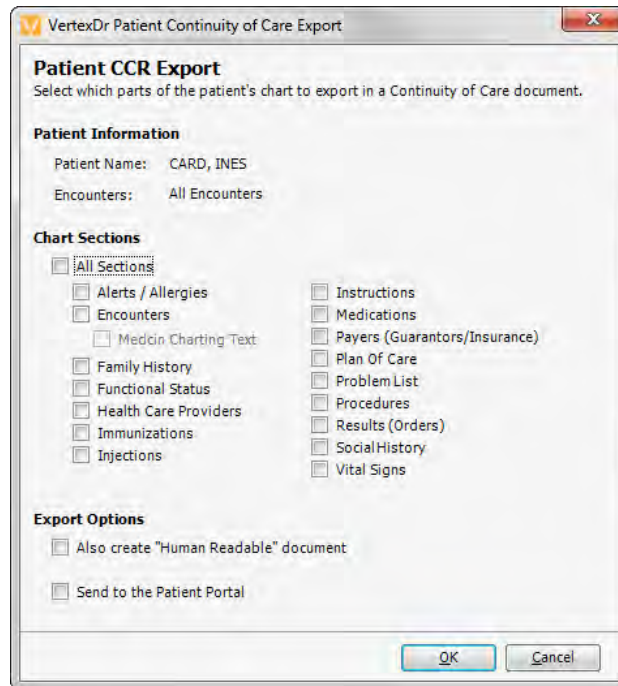 VertexDr Patient Continuity of Care Export
Patient CCR Export
Select which parts of the patient's chart to export in a Continuity of Care document.
Patient Information
Patient Name: CARD, INES
Encounters: All Encounters
Chart Sections
All Sections
Alerts / Allergies
Encounters
Medcin Charting Text
Family History
Functional Status
Health Care Providers
Immunizations
Injections
Instructions
Medications
Payers (Guarantors/Insurance)
Plan Of Care
Problem List
Procedures
Results (Orders)
Social History
Vital Signs
Export Options
Also create "Human Readable" document
Send to the Patient Portal
OK Cancel